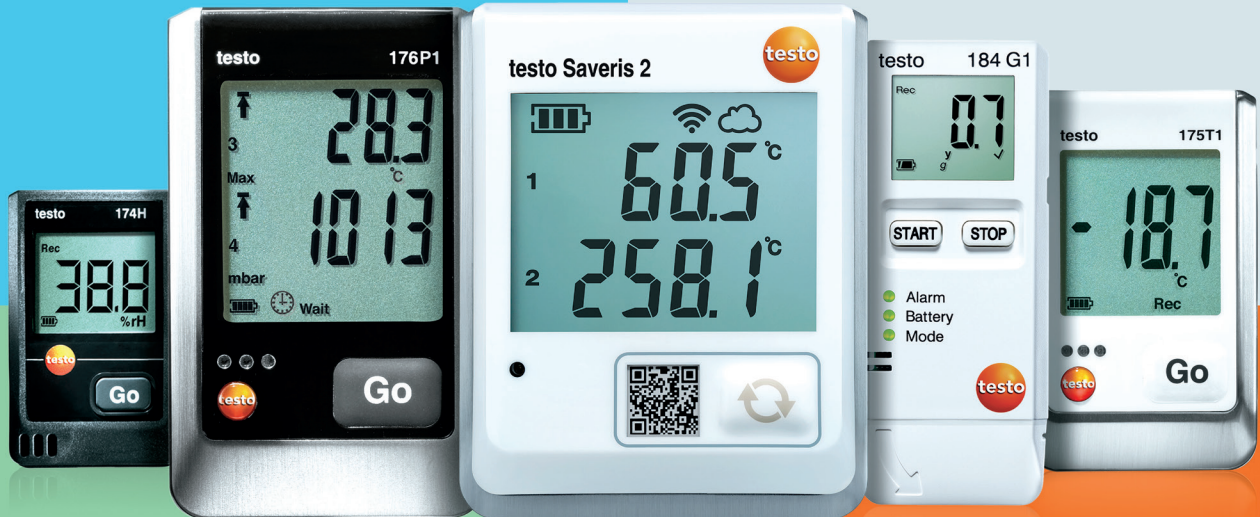 testo 174H
Rec
38.8
%rH
testo
Go
testo 176P1
28.3
3 °C
Max
1013
4
mbar
Wait
testo
Go
testo Saveris 2
testo
1 60.5 °C
2 258.1 °C
testo 184 G1
Rec
0.7
y
g
START STOP
Alarm
Battery
Mode
testo
testo 175T1
-18.7
°C
Rec
testo
Go